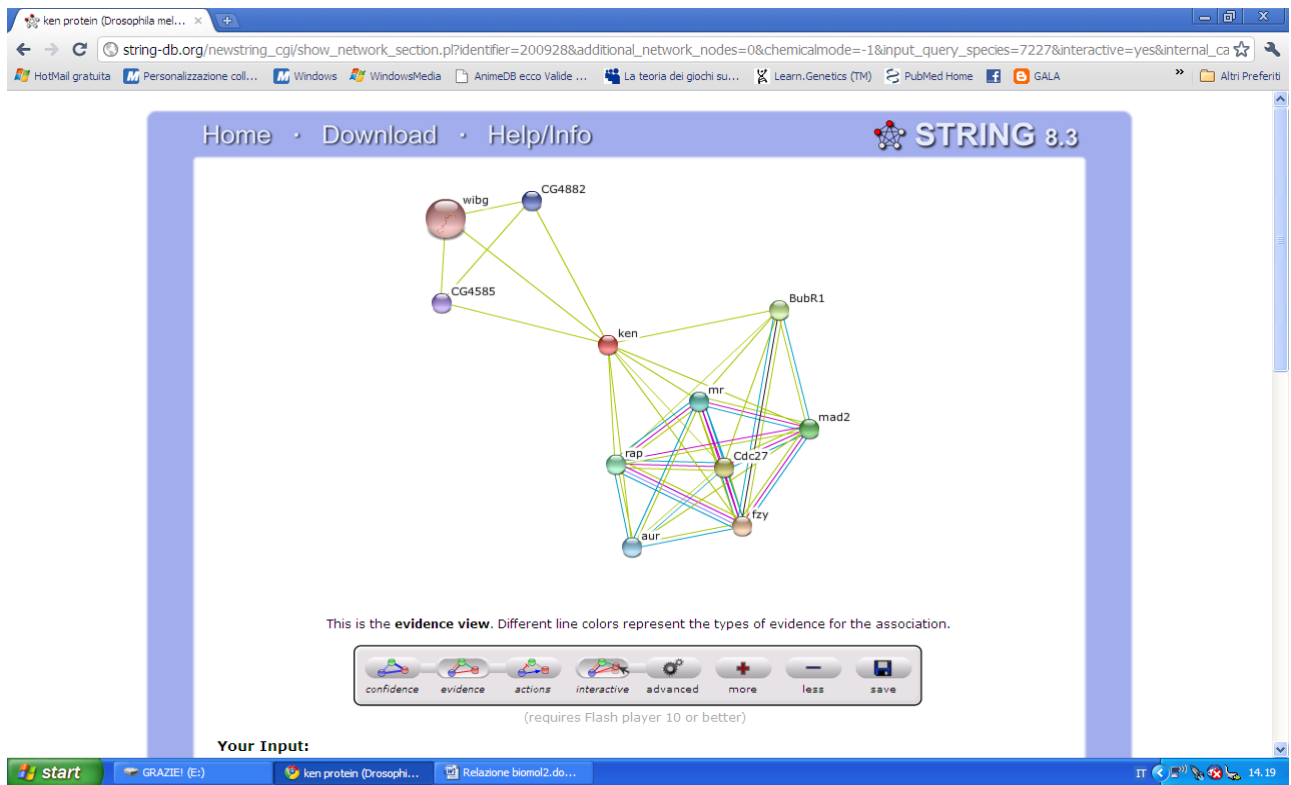 ken protein (Drosophila mel...
string-db.org/newstring_cgi/show_network_section.pl?identifier=200928&additional_network_nodes=0&chemicalmode=-1&input_query_species=7227&interactive=yes&internal_ca
HotMail gratuita Personalizzazione coll... Windows WindowsMedia AnimeDB ecco Valide ... La teoria dei giochi su... Learn.Genetics (TM) PubMed Home GALA » Altri Preferiti
Home · Download · Help/Info STRING 8.3
CG4882
wibg
CG4585
BubR1
ken
mr
mad2
rap
Cdc27
fzy
aur
This is the evidence view. Different line colors represent the types of evidence for the association.
confidence evidence actions interactive advanced more less save
(requires Flash player 10 or better)
Your Input:
start GRAZIE! (E:) ken protein (Drosophi... Relazione biomol2.do... IT 14.19